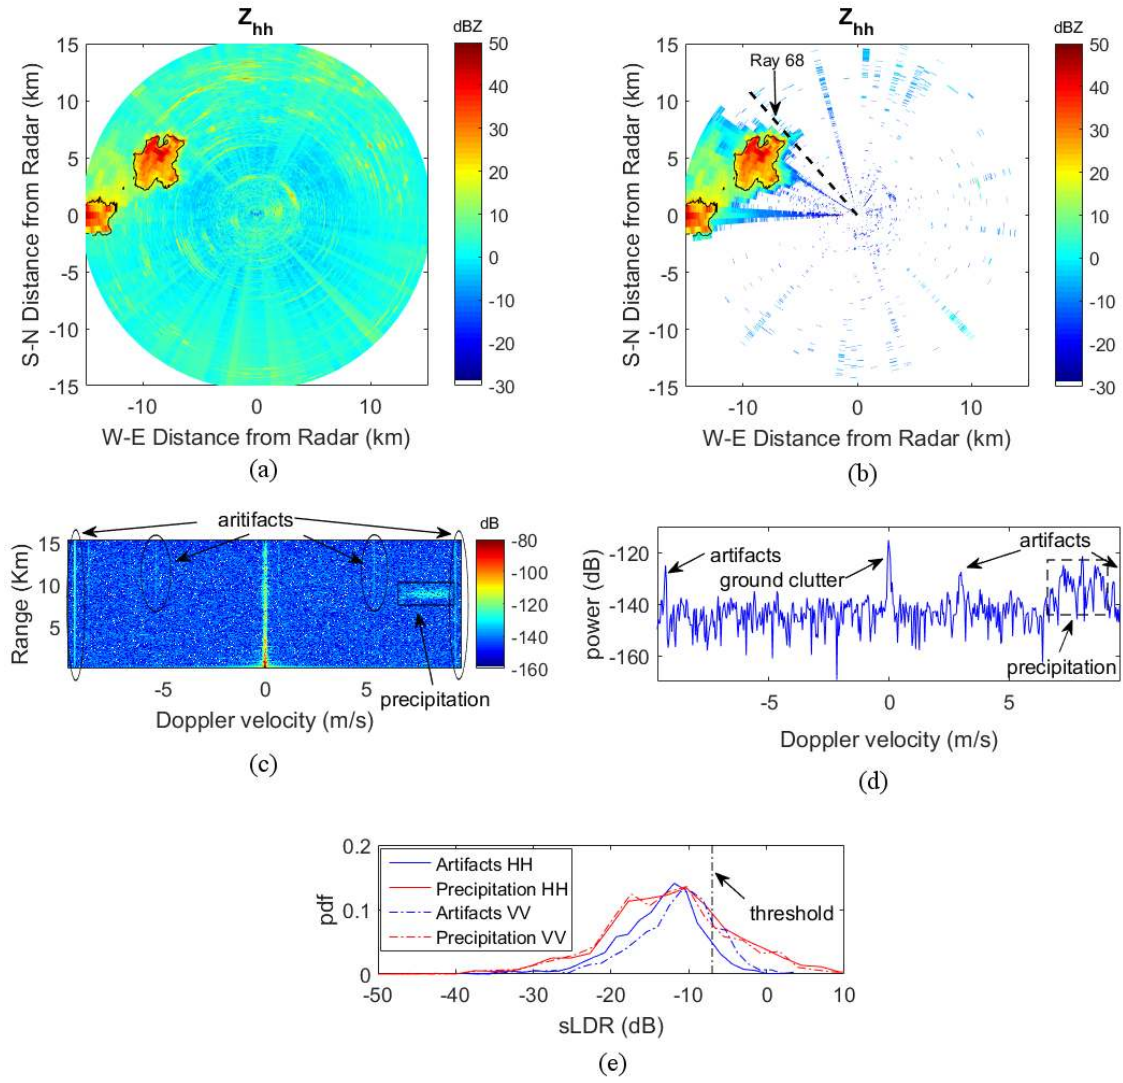 Z_hh
dBZ
S-N Distance from Radar (km)
15
10
5
0
-5
-10
-15
-10
0
10
W-E Distance from Radar (km)
50
40
30
20
10
0
-10
-20
-30
(a)
Z_hh
dBZ
Ray 68
S-N Distance from Radar (km)
15
10
5
0
-5
-10
-15
-10
0
10
W-E Distance from Radar (km)
50
40
30
20
10
0
-10
-20
-30
(b)
aritifacts
dB
Range (Km)
15
10
5
-5
0
5
precipitation
Doppler velocity (m/s)
-80
-100
-120
-140
-160
(c)
power (dB)
-120
-140
-160
artifacts
ground clutter
artifacts
precipitation
-5
0
5
Doppler velocity (m/s)
(d)
pdf
0.2
0.1
0
Artifacts HH
Precipitation HH
Artifacts VV
Precipitation VV
threshold
-50
-40
-30
-20
-10
0
10
sLDR (dB)
(e)